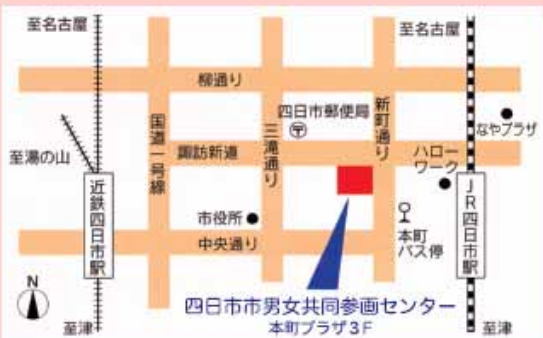 至名古屋
至名古屋
柳通り
四日市郵便局
〒
新町通り
なやプラザ
国道一号線
三滝通り
諏訪新道
ハロー
ワーク
至湯の山
近鉄四日市駅
JR四日市駅
市役所
本町
バス停
中央通り
N
四日市市男女共同参画センター
本町プラザ3F
至津
至津